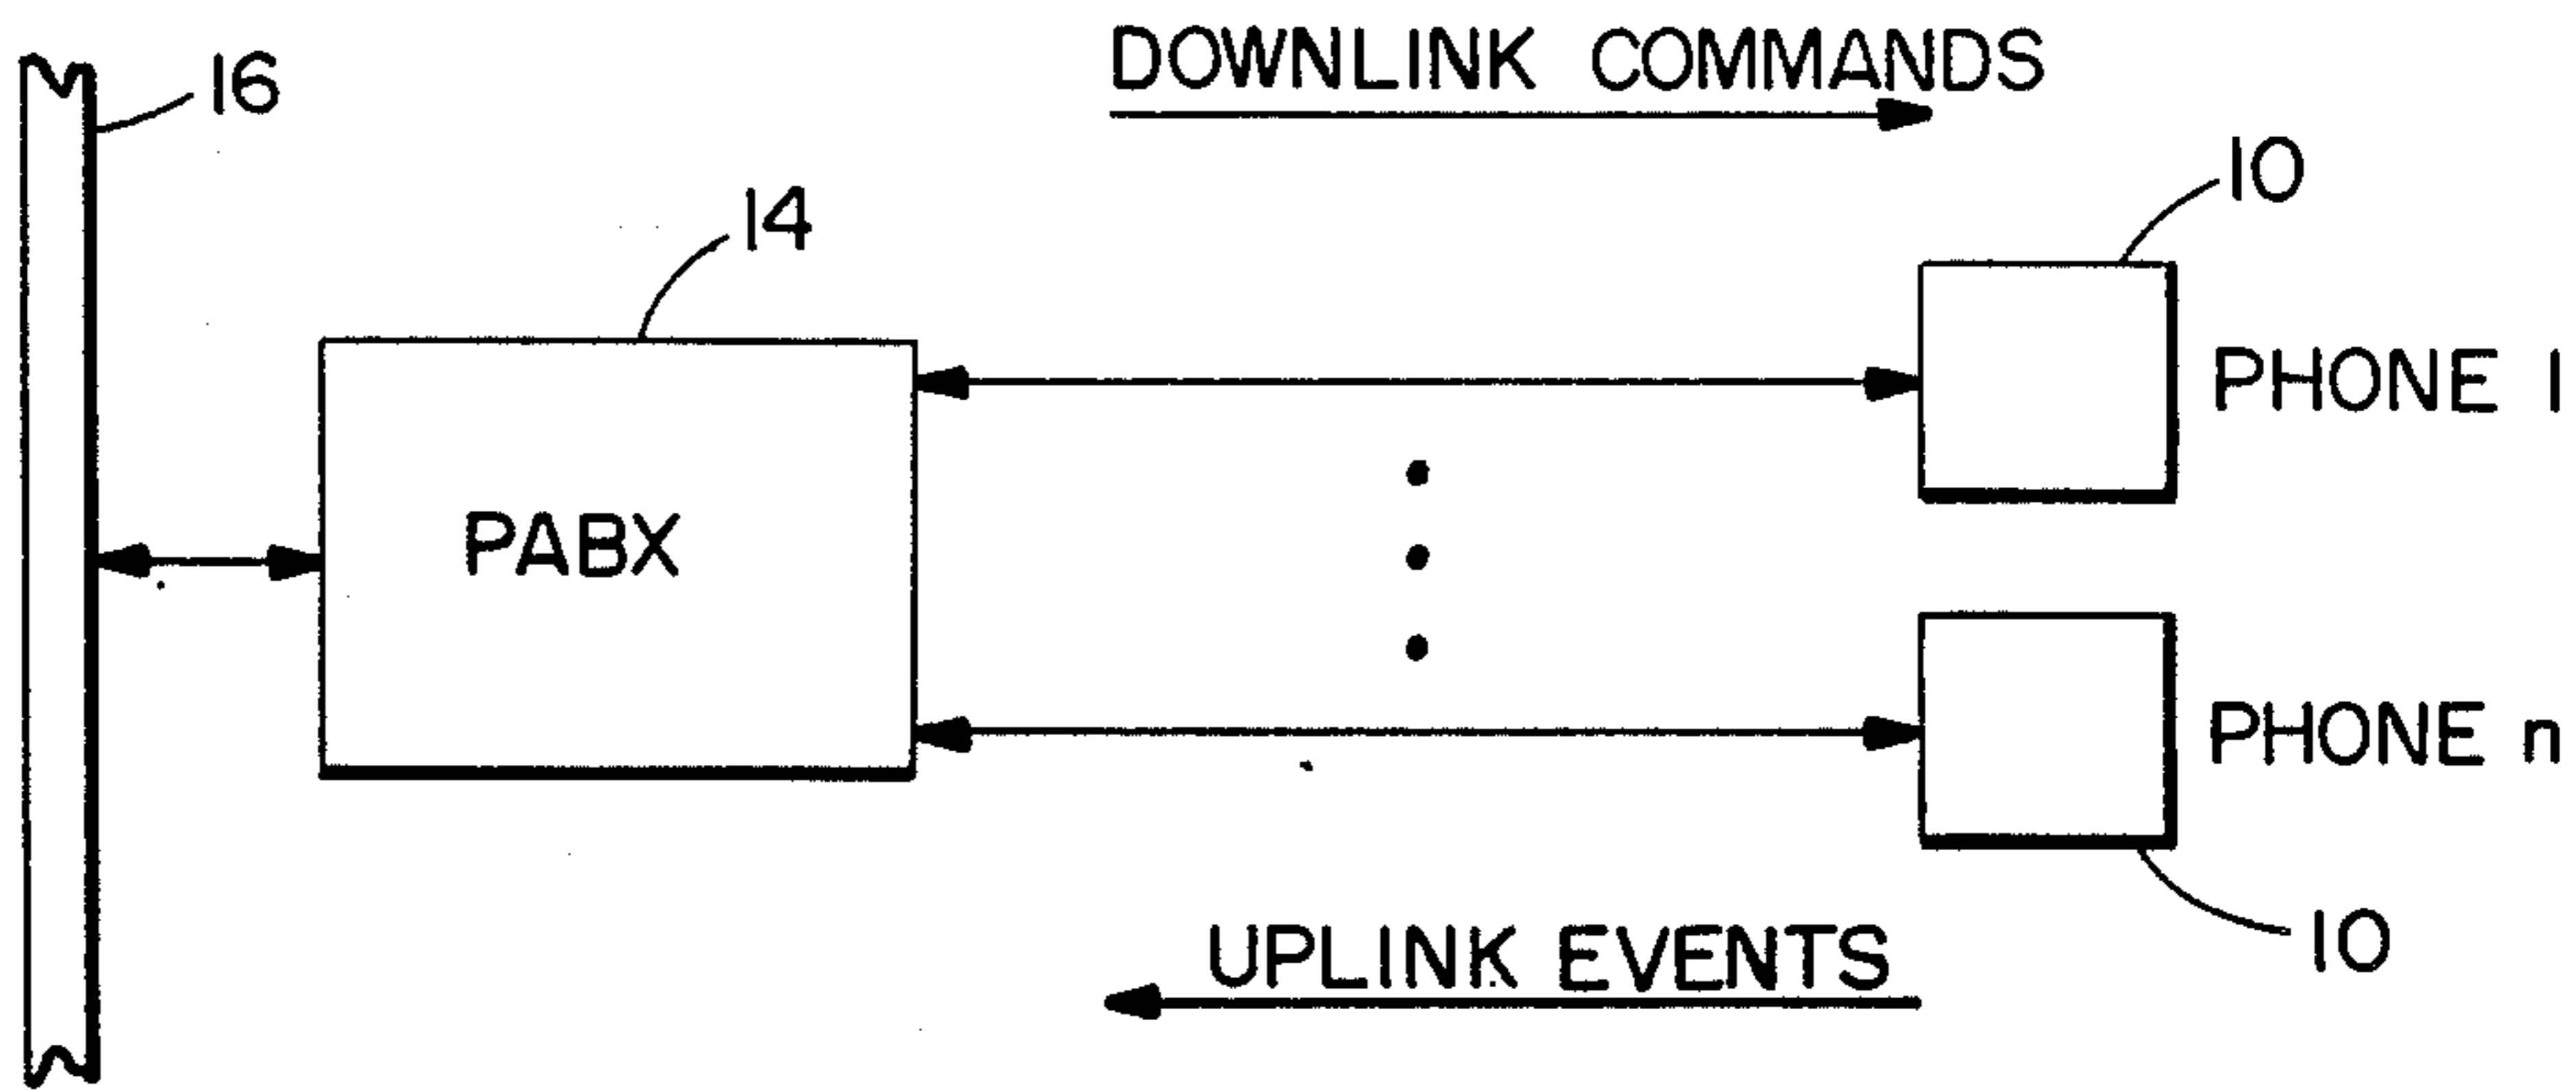 DOWNLINK COMMANDS
16
10
14
PHONE 1
PABX
PHONE n
UPLINK EVENTS
10